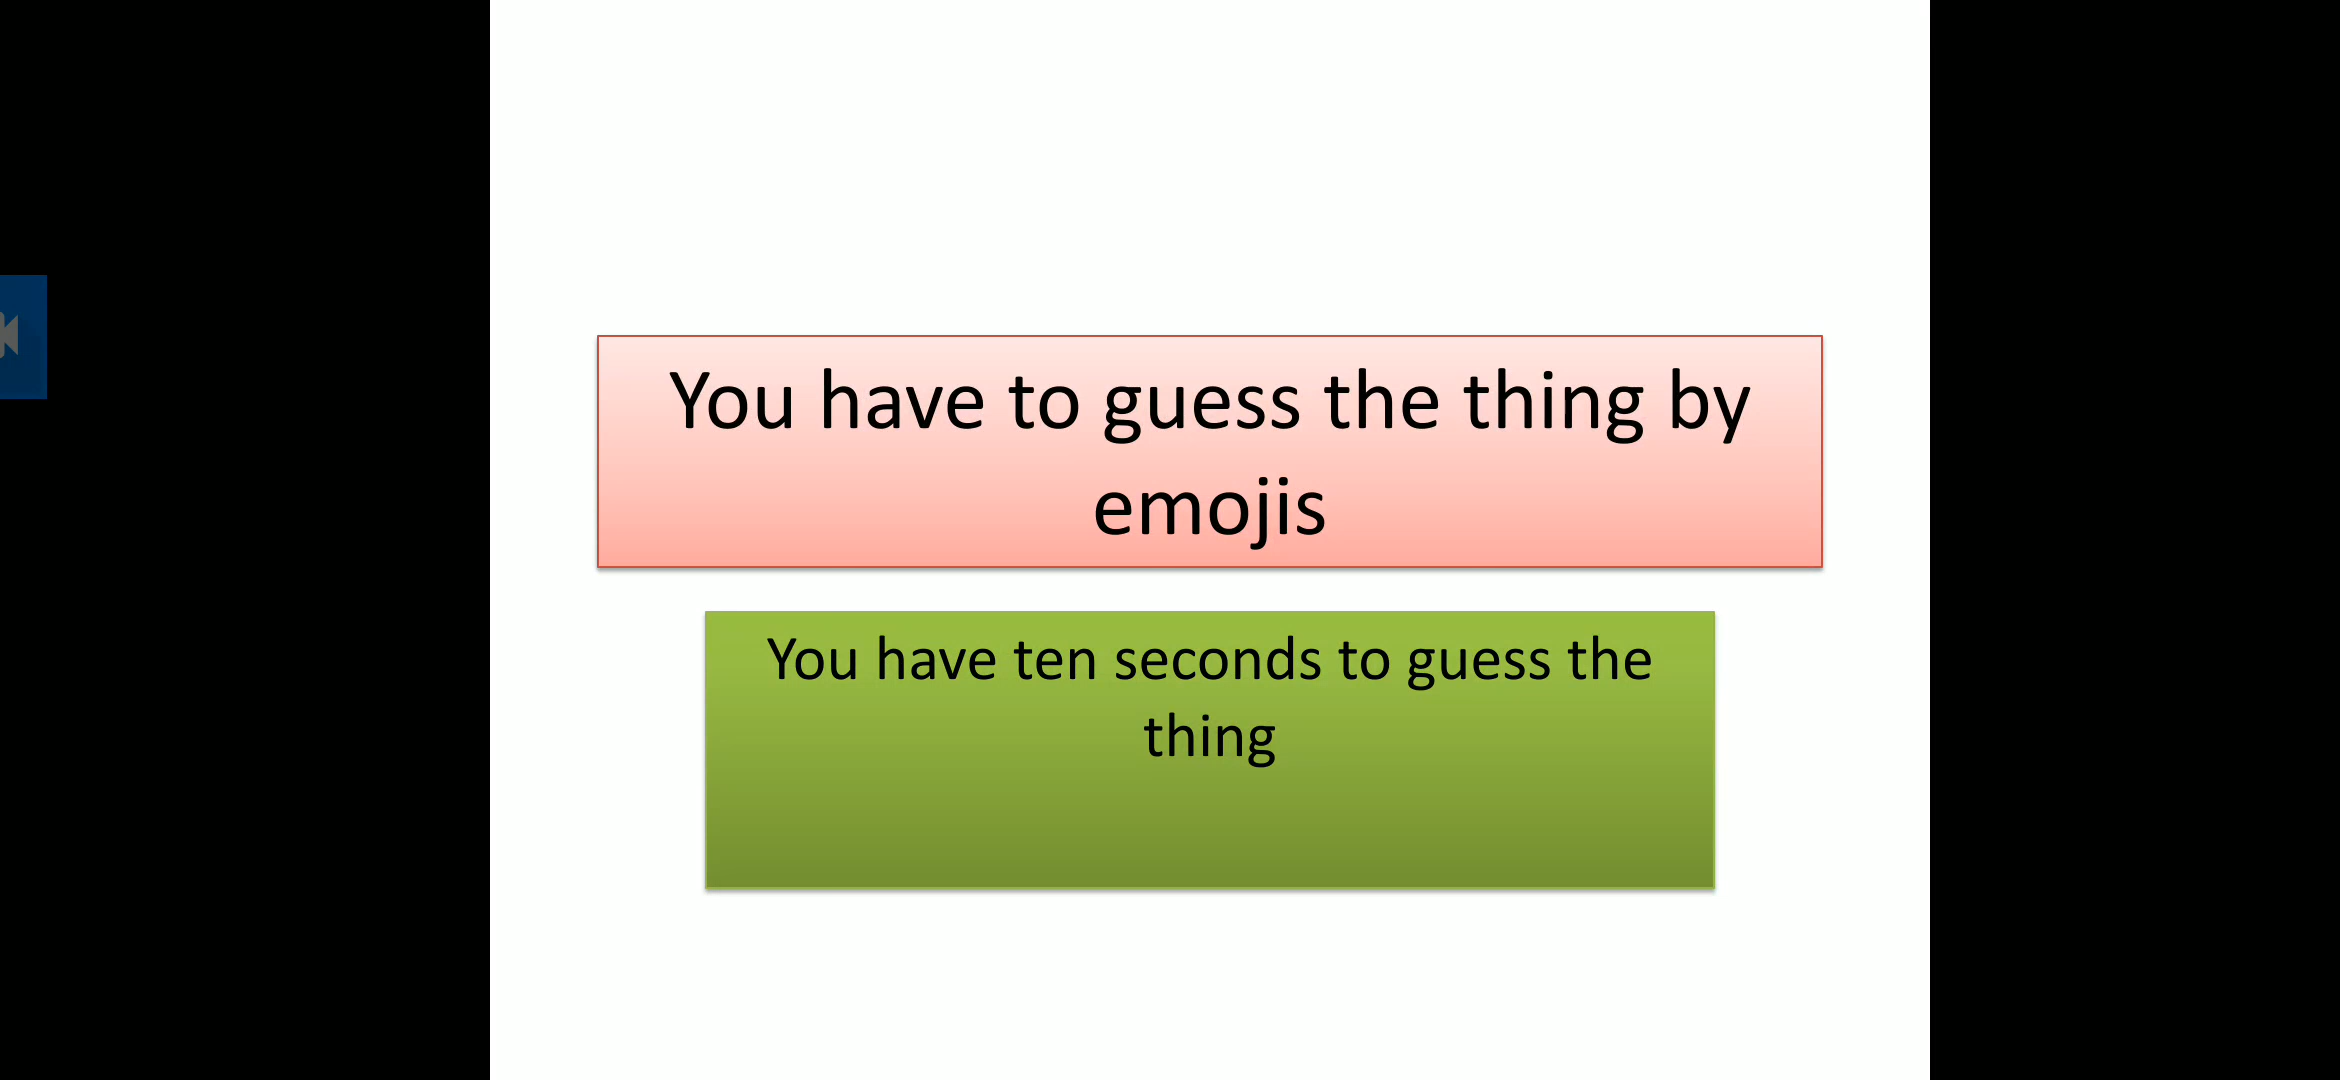 You have to guess the thing by
emojis
You have ten seconds to guess the
thing